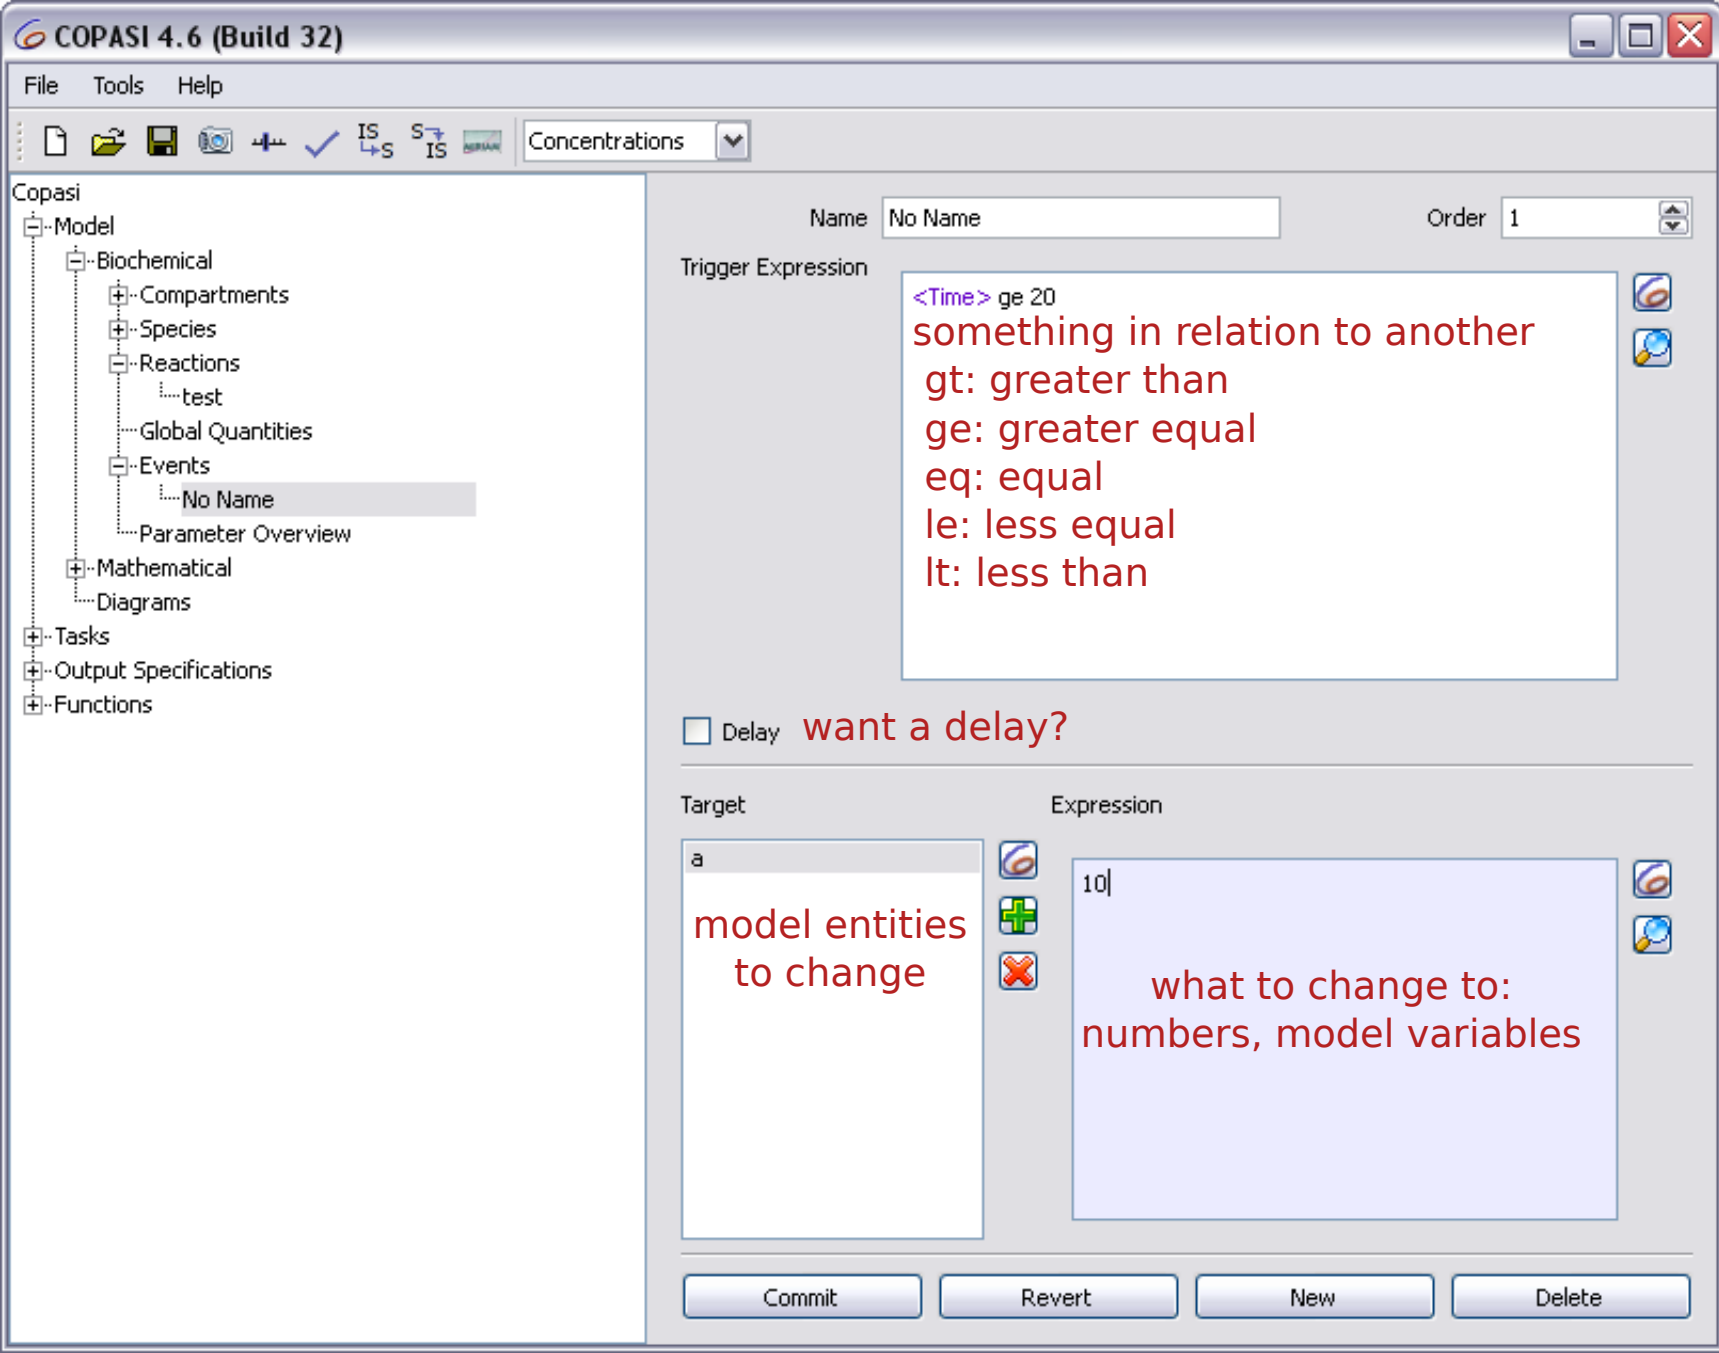 COPASI 4.6 (Build 32)
File Tools Help
IS S S IS Concentrations
Copasi
Model
Biochemical
Compartments
Species
Reactions
test
Global Quantities
Events
No Name
Parameter Overview
Mathematical
Diagrams
Tasks
Output Specifications
Functions
Name No Name Order 1
Trigger Expression
<Time> ge 20
something in relation to another
gt: greater than
ge: greater equal
eq: equal
le: less equal
lt: less than
Delay want a delay?
Target Expression
a
10
model entities
to change
what to change to:
numbers, model variables
Commit Revert New Delete